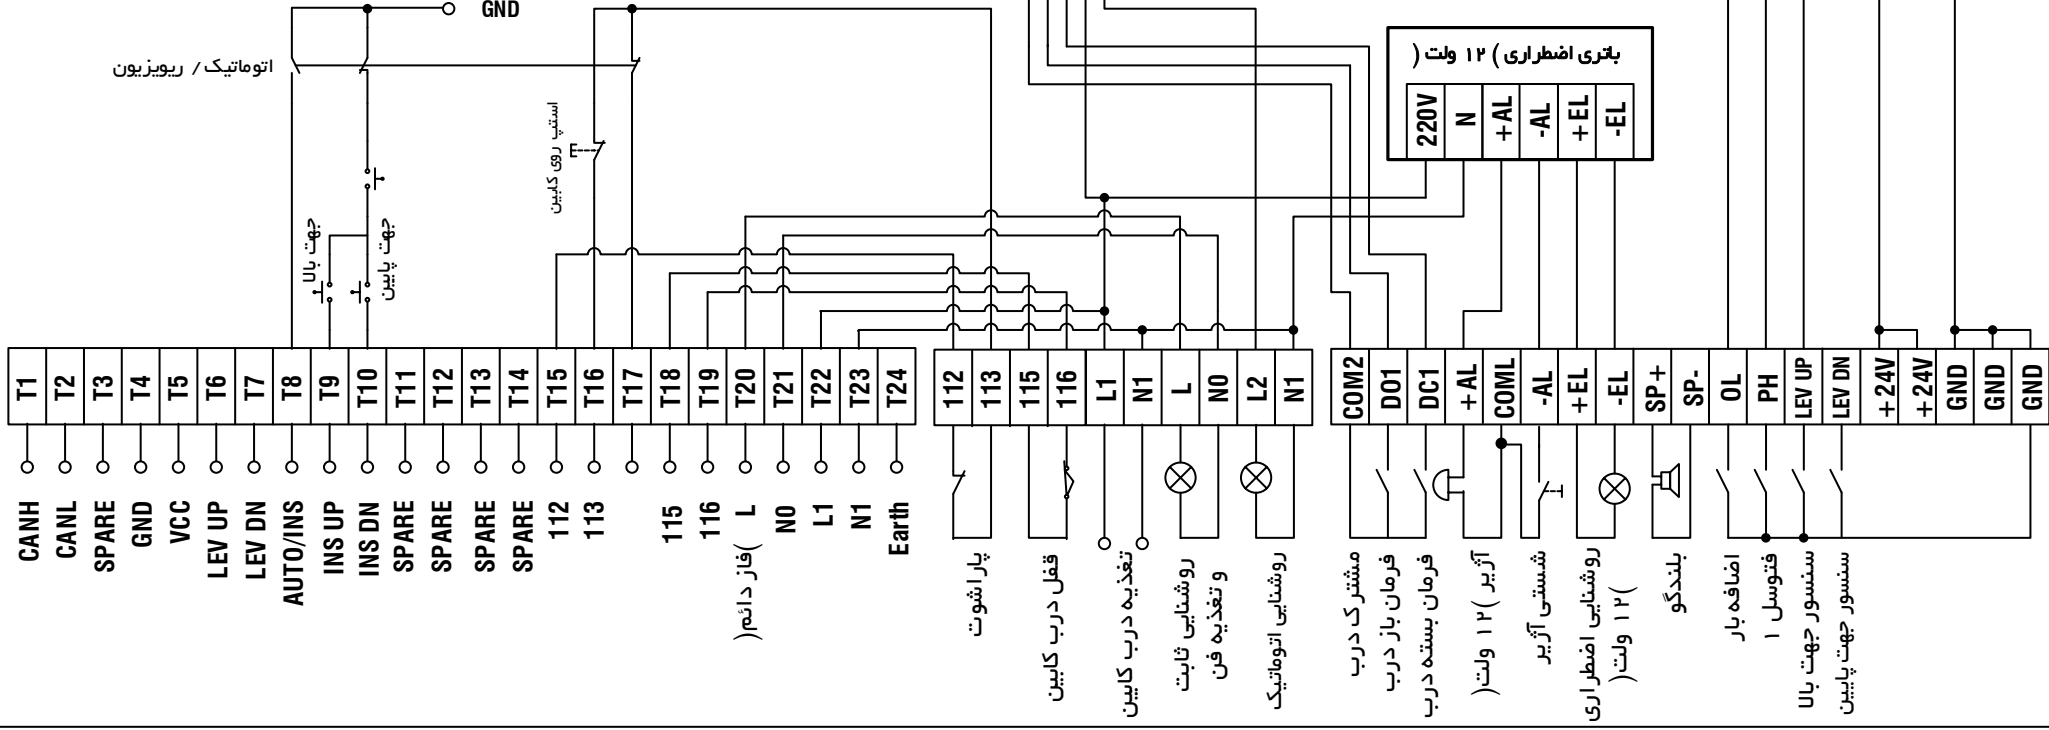 GND
اتوماتیک / ریویزیون
استپ روی کابین
جهت بالا
جهت پایین
باتری اضطراری ) ۱۲ ولت (
220V N +AL -AL +EL -EL
T1 T2 T3 T4 T5 T6 T7 T8 T9 T10 T11 T12 T13 T14 T15 T16 T17 T18 T19 T20 T21 T22 T23 T24
112 113 115 116 L1 N1 L N0 L2 N1
COM2 DO1 DC1 +AL COML -AL +EL -EL SP+ SP- OL PH LEV UP LEV DN +24V +24V GND GND GND
CANH
CANL
SPARE
GND
VCC
LEV UP
LEV DN
AUTO/INS
INS UP
INS DN
SPARE
SPARE
SPARE
SPARE
112
113
115
116
L
)فاز دائم(
N0
L1
N1
Earth
پاراشوت
قفل درب کابین
تغذیه درب کابین
روشنایی ثابت
و تغذیه فن
روشنایی اتوماتیک
مشترک درب
فرمان باز درب
فرمان بسته درب
آژیر )۱۲ ولت(
شستی آژیر
روشنایی اضطراری
)۱۲ ولت(
بلندگو
اضافه بار
فتوسل ۱
سنسور جهت بالا
سنسور جهت پایین